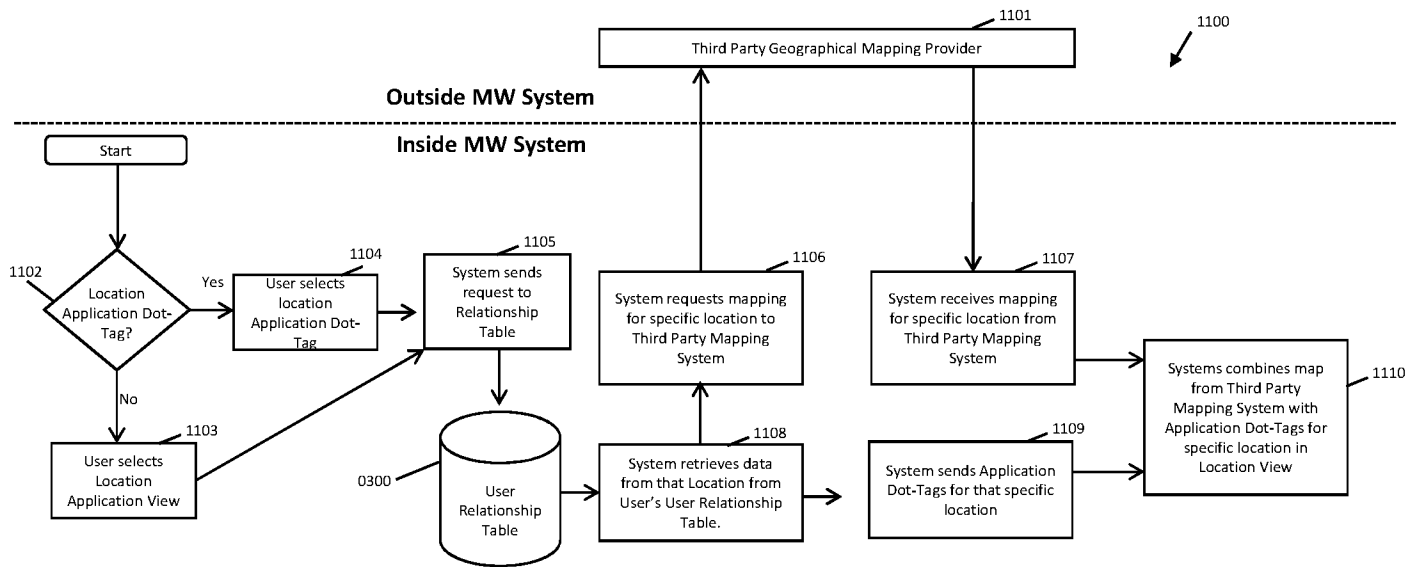 1101
1100
Third Party Geographical Mapping Provider
Outside MW System
Inside MW System
Start
1102
Location
Application Dot-
Tag?
Yes
No
1104
User selects
location
Application Dot-
Tag
1103
User selects
Location
Application View
1105
System sends
request to
Relationship
Table
0300
User
Relationship
Table
1106
System requests mapping
for specific location to
Third Party Mapping
System
1108
System retrieves data
from that Location from
User's User Relationship
Table.
1107
System receives mapping
for specific location from
Third Party Mapping
System
1109
System sends Application
Dot-Tags for that specific
location
1110
Systems combines map
from Third Party
Mapping System with
Application Dot-Tags for
specific location in
Location View